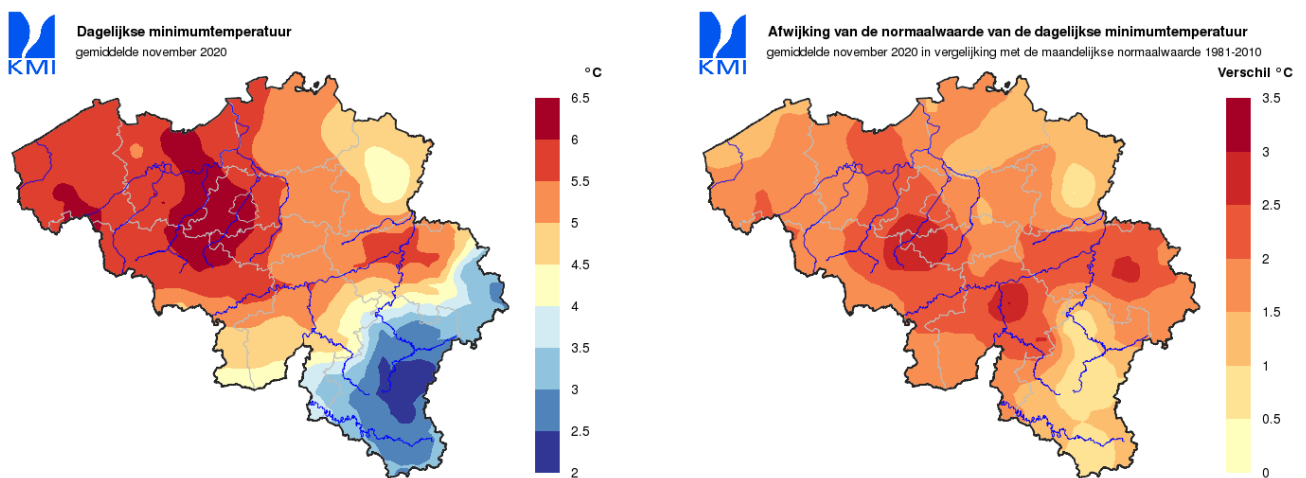 KMI
Dagelijkse minimumtemperatuur
gemiddelde november 2020
°C
6.5
6
5.5
5
4.5
4
3.5
3
2.5
2
KMI
Afwijking van de normaalwaarde van de dagelijkse minimumtemperatuur
gemiddelde november 2020 in vergelijking met de maandelijkse normaalwaarde 1981-2010
Verschil °C
3.5
3
2.5
2
1.5
1
0.5
0